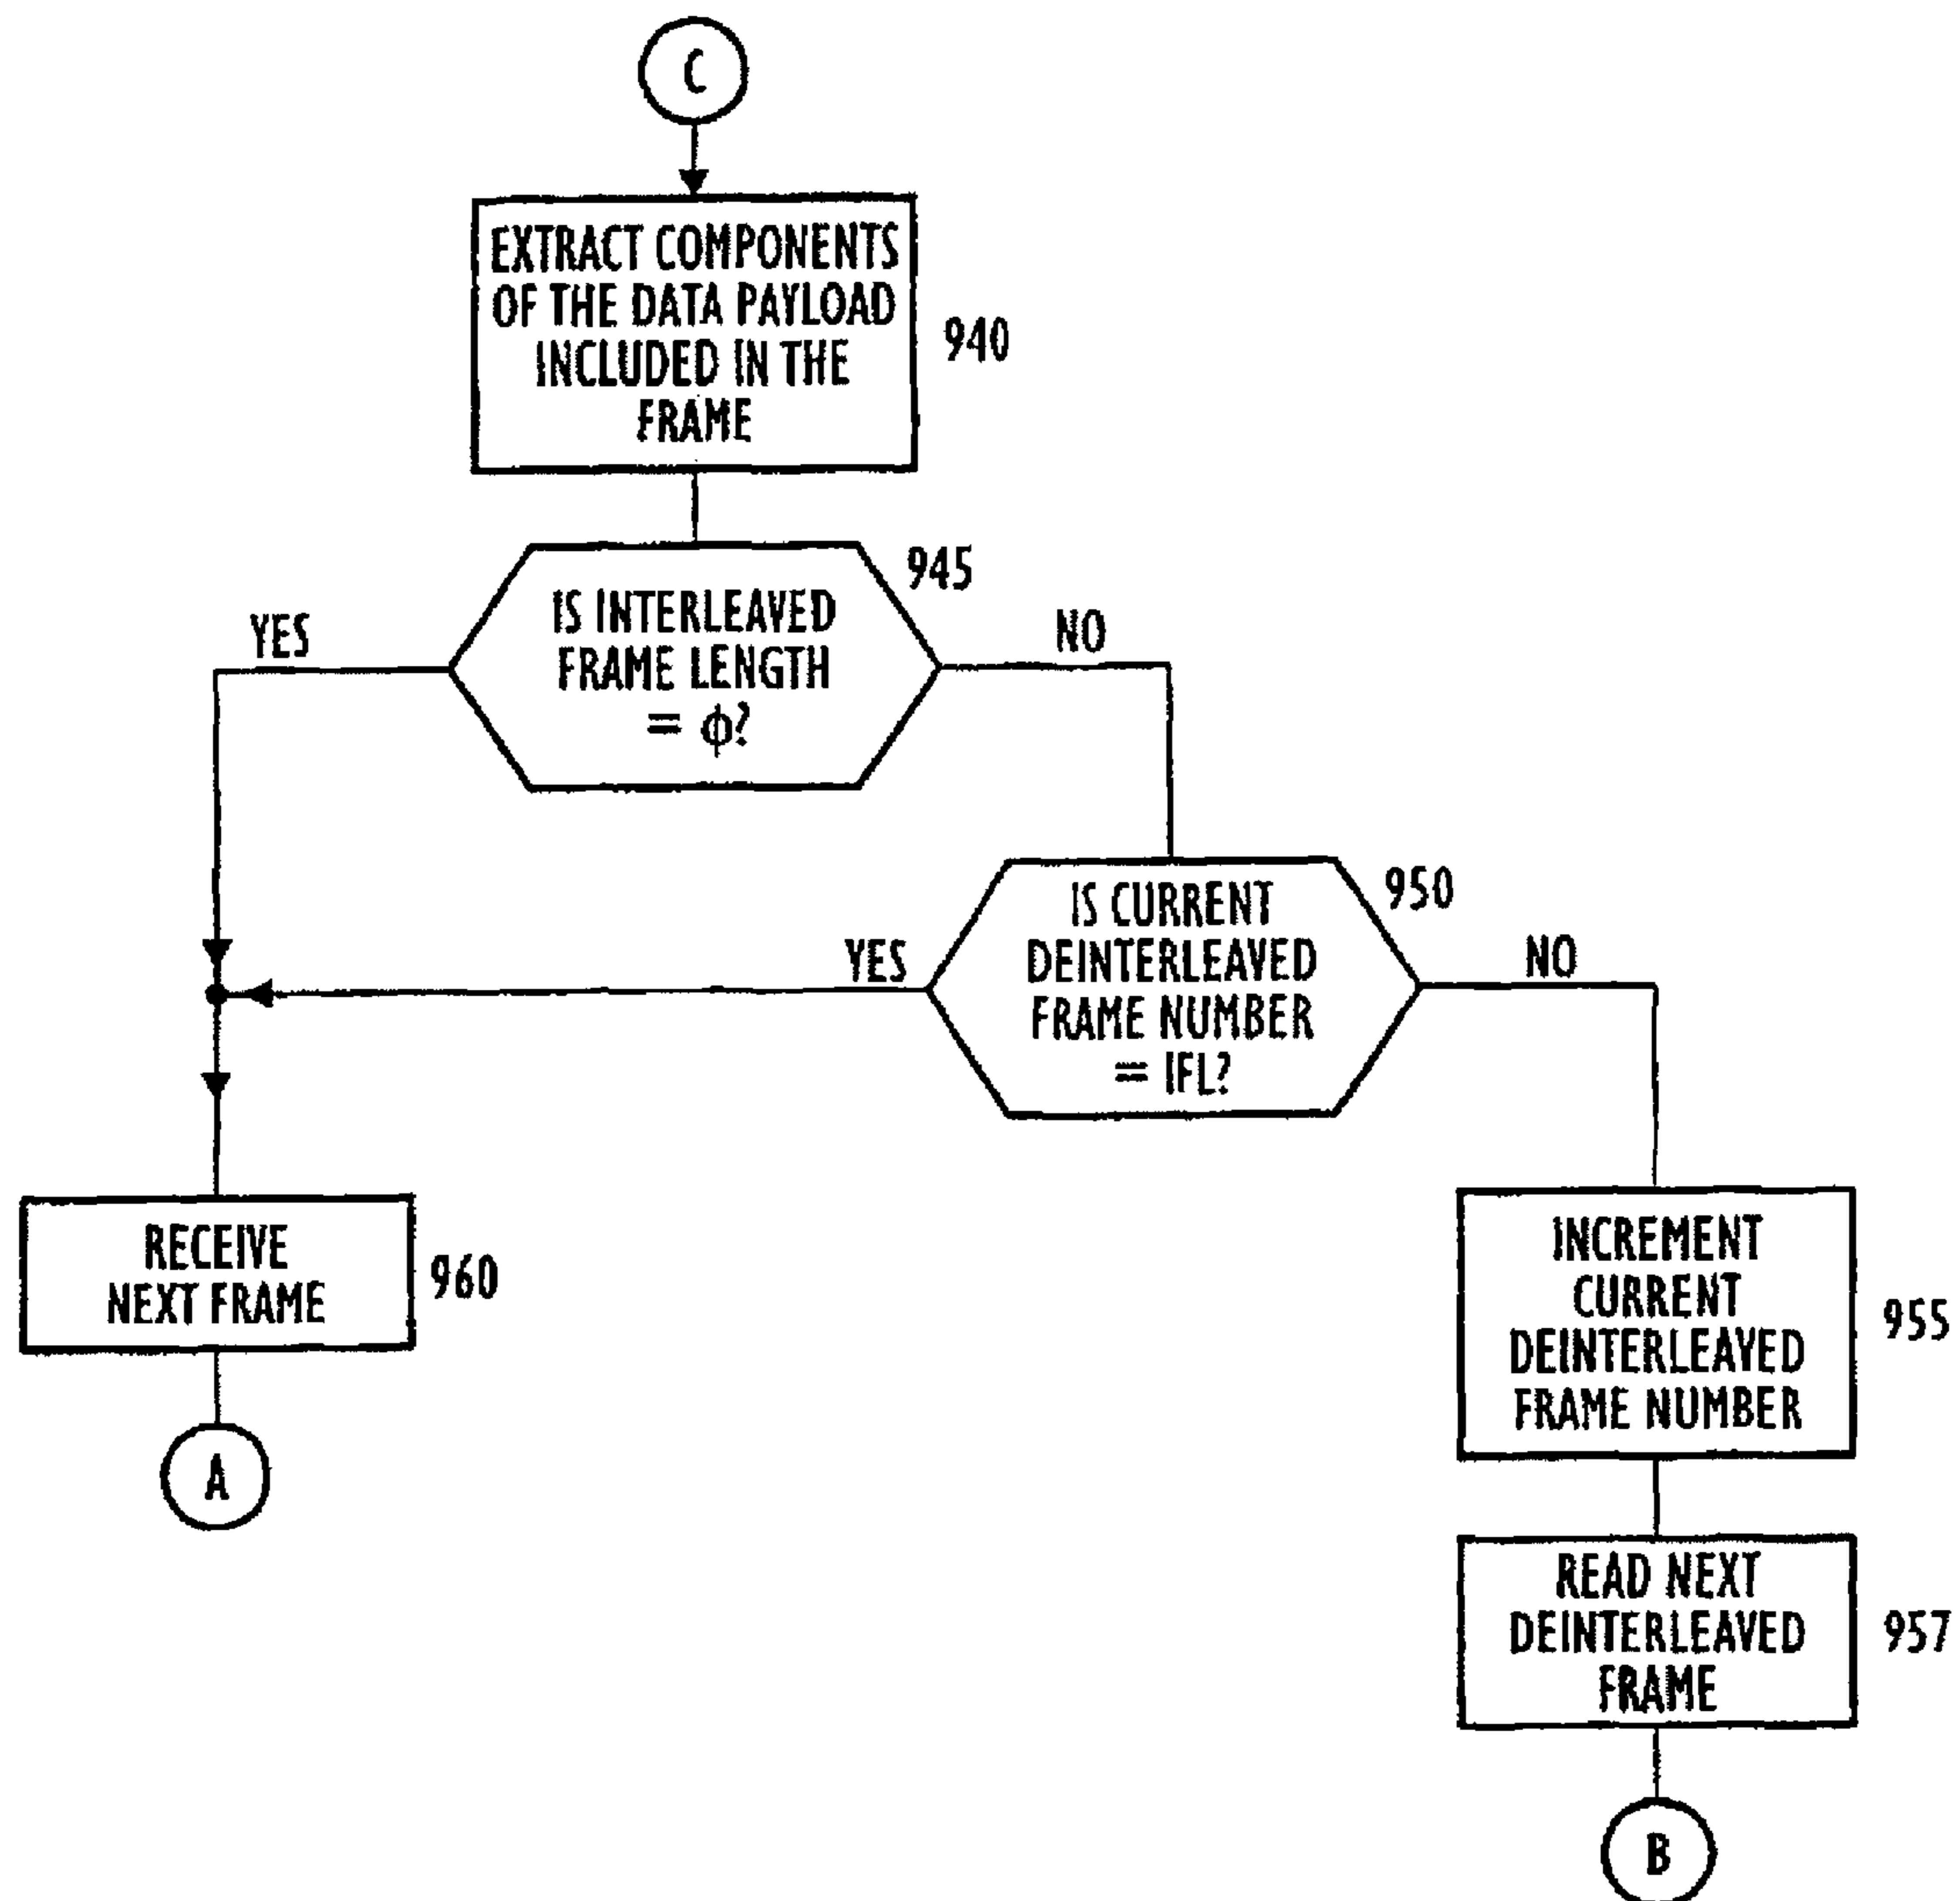 C
EXTRACT COMPONENTS
OF THE DATA PAYLOAD
INCLUDED IN THE
FRAME
940
945
IS INTERLEAVED
FRAME LENGTH
= ϕ?
YES
NO
950
IS CURRENT
DEINTERLEAVED
FRAME NUMBER
= IFL?
YES
NO
RECEIVE
NEXT FRAME
960
A
INCREMENT
CURRENT
DEINTERLEAVED
FRAME NUMBER
955
READ NEXT
DEINTERLEAVED
FRAME
957
B